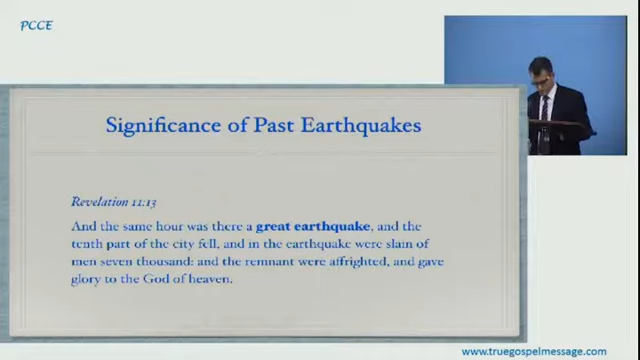 PCCE
Significance of Past Earthquakes
Revelation 11:13
And the same hour was there a great earthquake, and the
tenth part of the city fell, and in the earthquake were slain of
men seven thousand: and the remnant were affrighted, and gave
glory to the God of heaven.
www.truegospelmessage.com